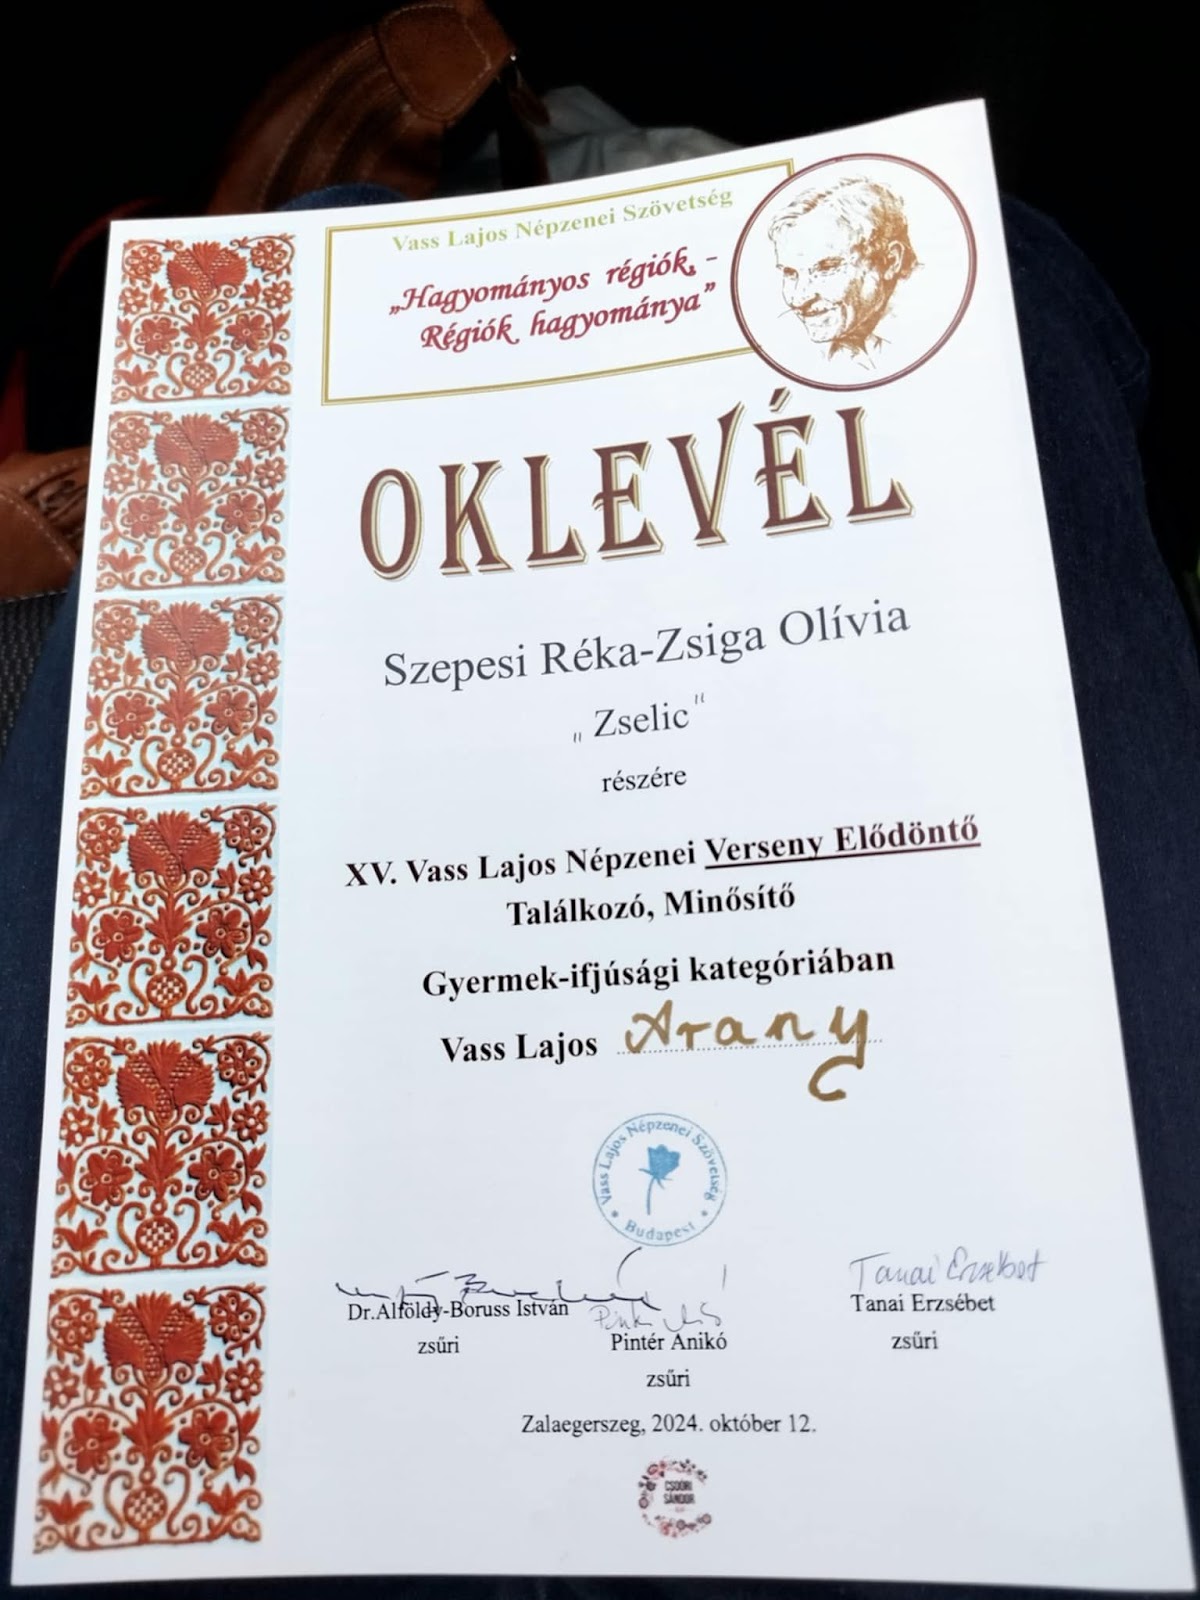 Vass Lajos Népzenei Szövetség
„Hagyományos régiók -
Régiók hagyománya”
OKLEVÉL
Szepesi Réka-Zsiga Olívia
„ Zselic ”
részére
XV. Vass Lajos Népzenei Verseny Elődöntő
Találkozó, Minősítő
Gyermek-ifjúsági kategóriában
Vass Lajos Arany
Vass Lajos Népzenei Szövetség
Budapest
Tanai Erzsébet
Dr.Alföldy-Boruss István
zsűri
Pintér Anikó
zsűri
Tanai Erzsébet
zsűri
Zalaegerszeg, 2024. október 12.
CSOÓRI
SÁNDOR